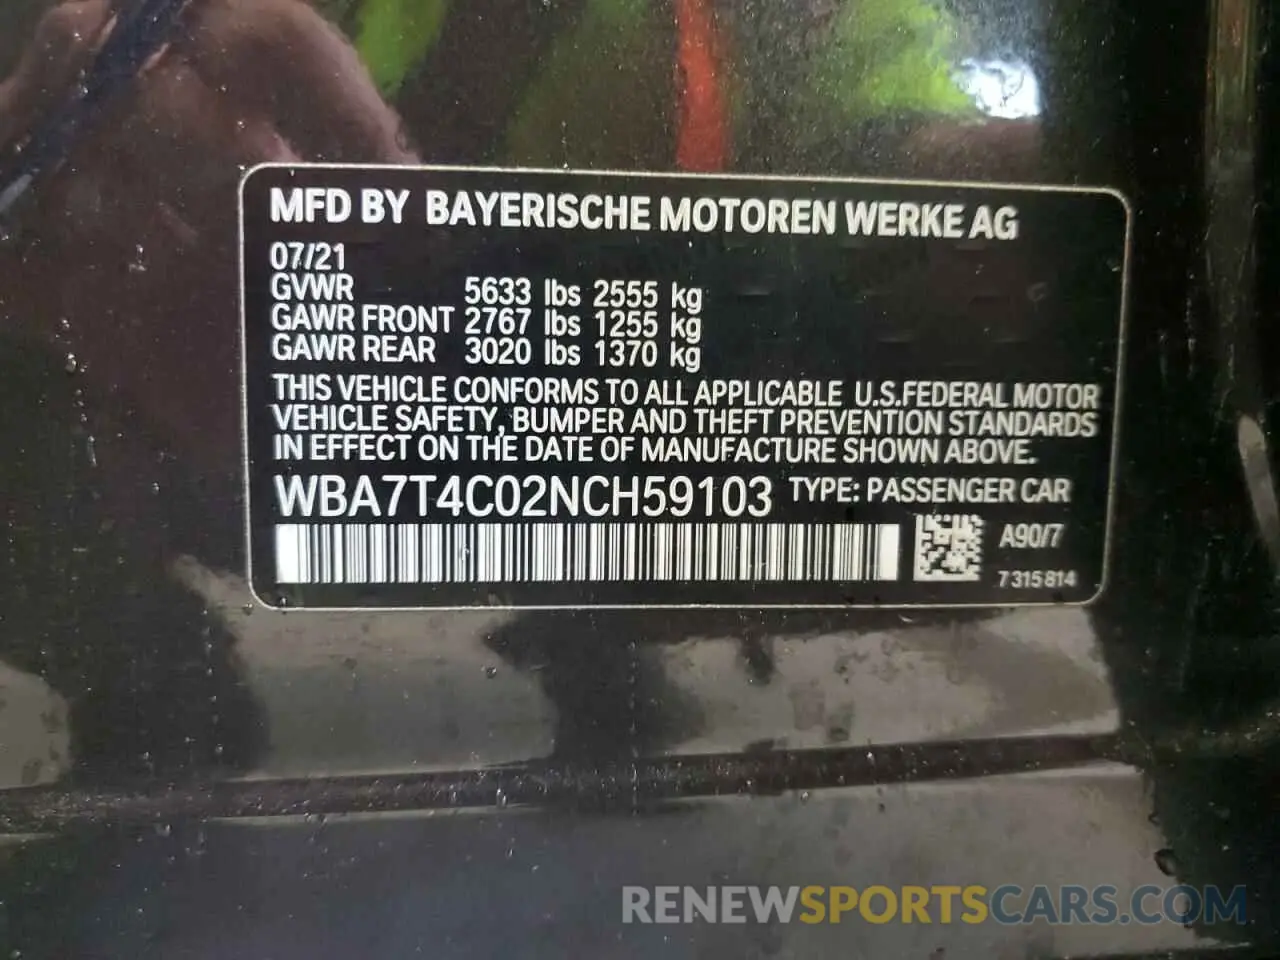 MFD BY BAYERISCHE MOTOREN WERKE AG
07/21
GVWR 5633 lbs 2555 kg
GAWR FRONT 2767 lbs 1255 kg
GAWR REAR 3020 lbs 1370 kg
THIS VEHICLE CONFORMS TO ALL APPLICABLE U.S.FEDERAL MOTOR
VEHICLE SAFETY, BUMPER AND THEFT PREVENTION STANDARDS
IN EFFECT ON THE DATE OF MANUFACTURE SHOWN ABOVE.
WBA7T4C02NCH59103 TYPE: PASSENGER CAR
A90/7
7 315 814
RENEWSPORTSCARS.COM